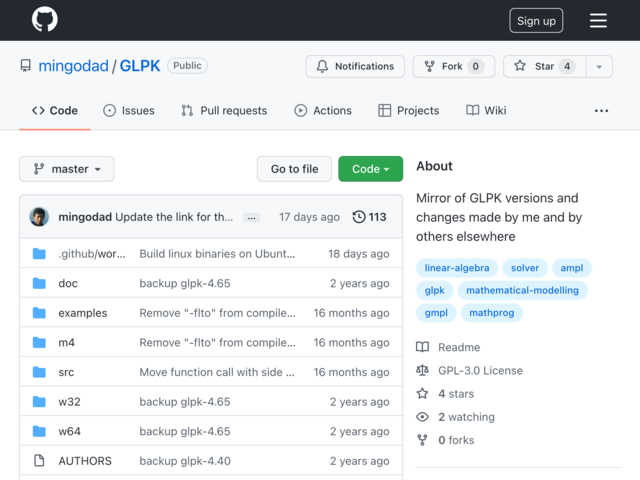 Sign up
mingodad / GLPK Public
Notifications
Fork 0
Star 4
Code
Issues
Pull requests
Actions
Projects
Wiki
...
master
Go to file
Code
mingodad Update the link for th... ... 17 days ago 113
.github/wor... Build linux binaries on Ubunt... 18 days ago
doc backup glpk-4.65 2 years ago
examples Remove "-flto" from compile... 16 months ago
m4 Remove "-flto" from compile... 16 months ago
src Move function call with side ... 16 months ago
w32 backup glpk-4.65 2 years ago
w64 backup glpk-4.65 2 years ago
AUTHORS backup glpk-4.40 2 years ago
About
Mirror of GLPK versions and
changes made by me and by
others elsewhere
linear-algebra solver ampl
glpk mathematical-modelling
gmpl mathprog
Readme
GPL-3.0 License
4 stars
2 watching
0 forks